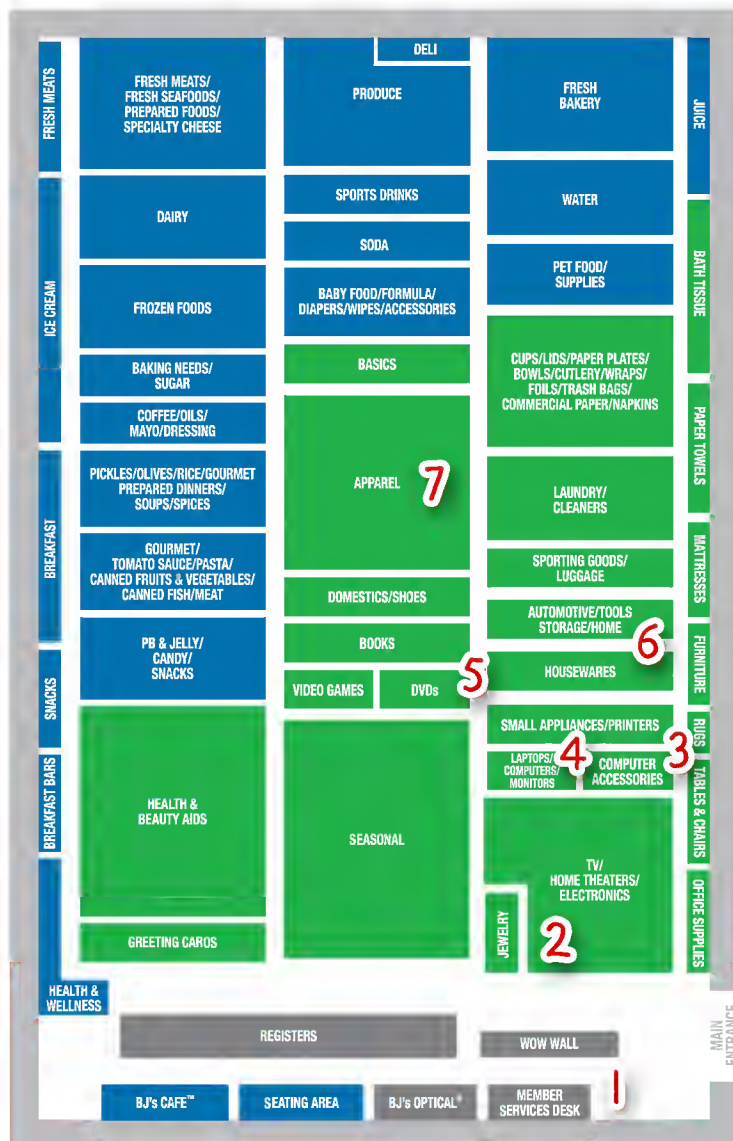 FRESH MEATS
FRESH MEATS/
FRESH SEAFOODS/
PREPARED FOODS/
SPECIALTY CHEESE
DELI
PRODUCE
FRESH
BAKERY
JUICE
ICE CREAM
DAIRY
SPORTS DRINKS
SODA
WATER
BATH TISSUE
FROZEN FOODS
BABY FOOD/FORMULA/
DIAPERS/WIPES/ACCESSORIES
PET FOOD/
SUPPLIES
BAKING NEEDS/
SUGAR
BASICS
CUPS/LIDS/PAPER PLATES/
BOWLS/CUTLERY/WRAPS/
FOILS/TRASH BAGS/
COMMERCIAL PAPER/NAPKINS
COFFEE/OILS/
MAYO/DRESSING
PAPER TOWELS
BREAKFAST
PICKLES/OLIVES/RICE/GOURMET
PREPARED DINNERS/
SOUPS/SPICES
APPAREL
7
LAUNDRY/
CLEANERS
GOURMET/
TOMATO SAUCE/PASTA/
CANNED FRUITS & VEGETABLES/
CANNED FISH/MEAT
DOMESTICS/SHOES
SPORTING GOODS/
LUGGAGE
MATTRESSES
AUTOMOTIVE/TOOLS
STORAGE/HOME
6
FURNITURE
SNACKS
PB & JELLY/
CANDY/
SNACKS
BOOKS
VIDEO GAMES
DVDs
5
HOUSEWARES
SMALL APPLIANCES/PRINTERS
RUGS
LAPTOPS/
COMPUTERS/
MONITORS
4
COMPUTER
ACCESSORIES
3
BREAKFAST BARS
HEALTH &
BEAUTY AIDS
SEASONAL
TABLES & CHAIRS
TV/
HOME THEATERS/
ELECTRONICS
OFFICE SUPPLIES
GREETING CAROS
JEWELRY
2
HEALTH &
WELLNESS
REGISTERS
WOW WALL
MAIN
ENTRANCE
BJ's CAFE™
SEATING AREA
BJ's OPTICAL®
MEMBER
SERVICES DESK
1